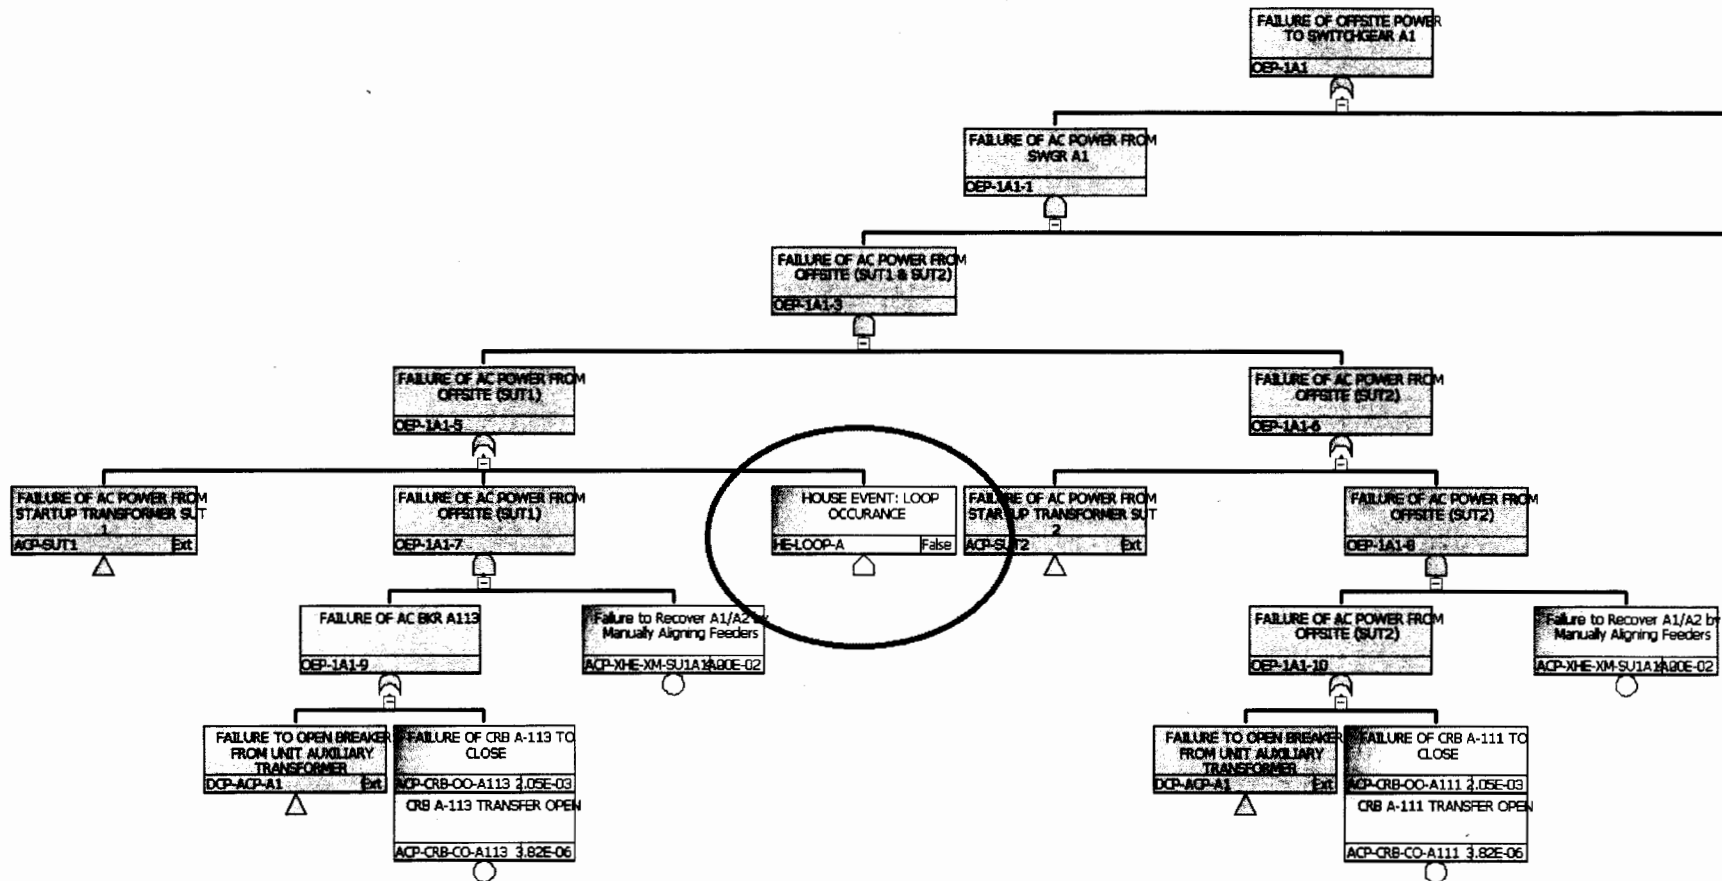 FAILURE OF OFFSITE POWER
TO SWITCHGEAR A1
OEP-1A1
FAILURE OF AC POWER FROM
SWGR A1
OEP-1A1-1
FAILURE OF AC POWER FROM
OFFSITE (SUT1 & SUT2)
OEP-1A1-3
FAILURE OF AC POWER FROM
OFFSITE (SUT1)
OEP-1A1-5
FAILURE OF AC POWER FROM
OFFSITE (SUT2)
OEP-1A1-6
FAILURE OF AC POWER FROM
STARTUP TRANSFORMER SUT
1
ACP-SUT1 Ext
FAILURE OF AC POWER FROM
OFFSITE (SUT1)
OEP-1A1-7
HOUSE EVENT: LOOP
OCCURANCE
HE-LOOP-A False
FAILURE OF AC POWER FROM
STARTUP TRANSFORMER SUT
2
ACP-SUT2 Ext
FAILURE OF AC POWER FROM
OFFSITE (SUT2)
OEP-1A1-8
FAILURE OF AC BKR A113
OEP-1A1-9
Failure to Recover A1/A2 by
Manually Aligning Feeders
ACP-XHE-XM-SU1A1
FAILURE OF AC POWER FROM
OFFSITE (SUT2)
OEP-1A1-10
Failure to Recover A1/A2 by
Manually Aligning Feeders
ACP-XHE-XM-SU1A1
FAILURE TO OPEN BREAKER
FROM UNIT AUXILIARY
TRANSFORMER
DCP-ACP-A1 Ext
FAILURE OF CRB A-113 TO
CLOSE
ACP-CRB-OO-A113 2.05E-03
CRB A-113 TRANSFER OPEN
ACP-CRB-CO-A113 3.82E-06
FAILURE TO OPEN BREAKER
FROM UNIT AUXILIARY
TRANSFORMER
DCP-ACP-A1 Ext
FAILURE OF CRB A-111 TO
CLOSE
ACP-CRB-OO-A111 2.05E-03
CRB A-111 TRANSFER OPEN
ACP-CRB-CO-A111 3.82E-06